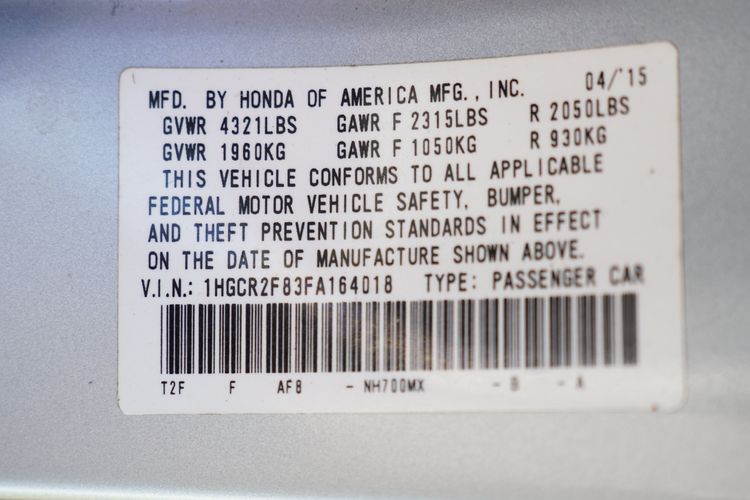 MFD. BY HONDA OF AMERICA MFG., INC. 04/'15
GVWR 4321LBS GAWR F 2315LBS R 2050LBS
GVWR 1960KG GAWR F 1050KG R 930KG
THIS VEHICLE CONFORMS TO ALL APPLICABLE
FEDERAL MOTOR VEHICLE SAFETY, BUMPER,
AND THEFT PREVENTION STANDARDS IN EFFECT
ON THE DATE OF MANUFACTURE SHOWN ABOVE.
V.I.N.: 1HGCR2F83FA164018 TYPE: PASSENGER CAR
T2F F AF8 - NH700MX - B - A